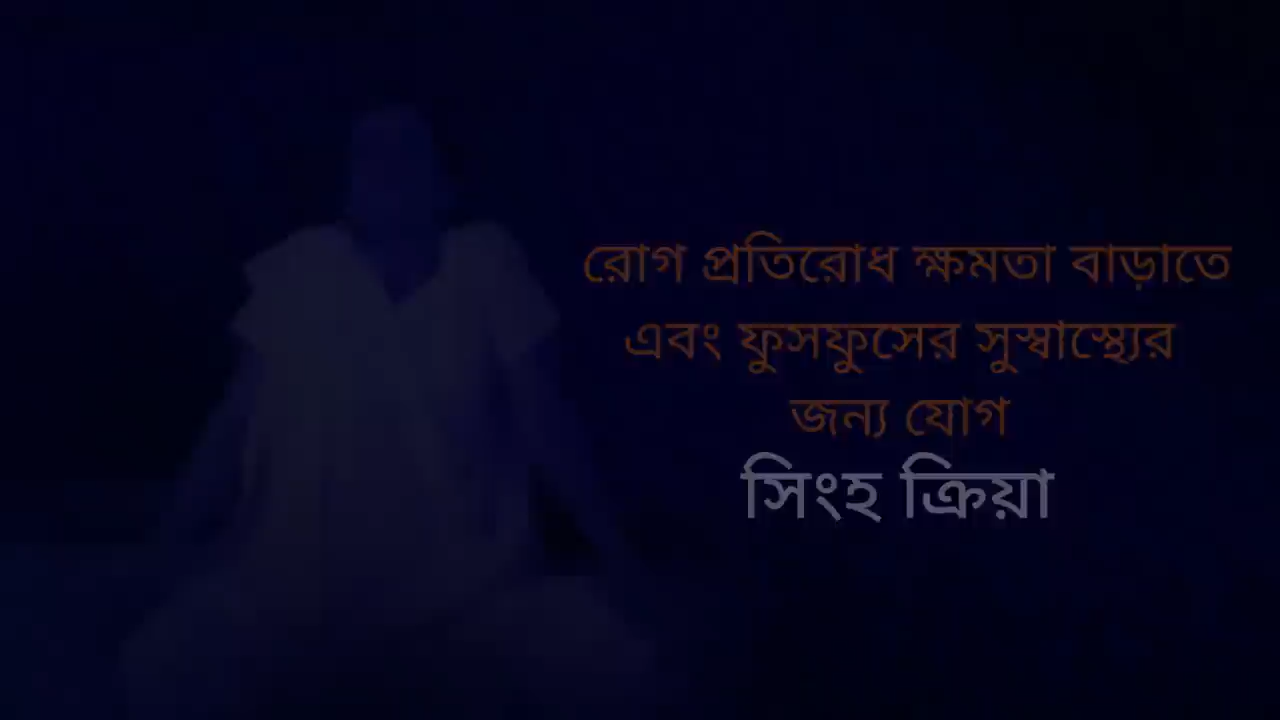 রোগ প্রতিরোধ ক্ষমতা বাড়াতে
এবং ফুসফুসের সুস্বাস্থ্যের
জন্য যোগ
সিংহ ক্রিয়া